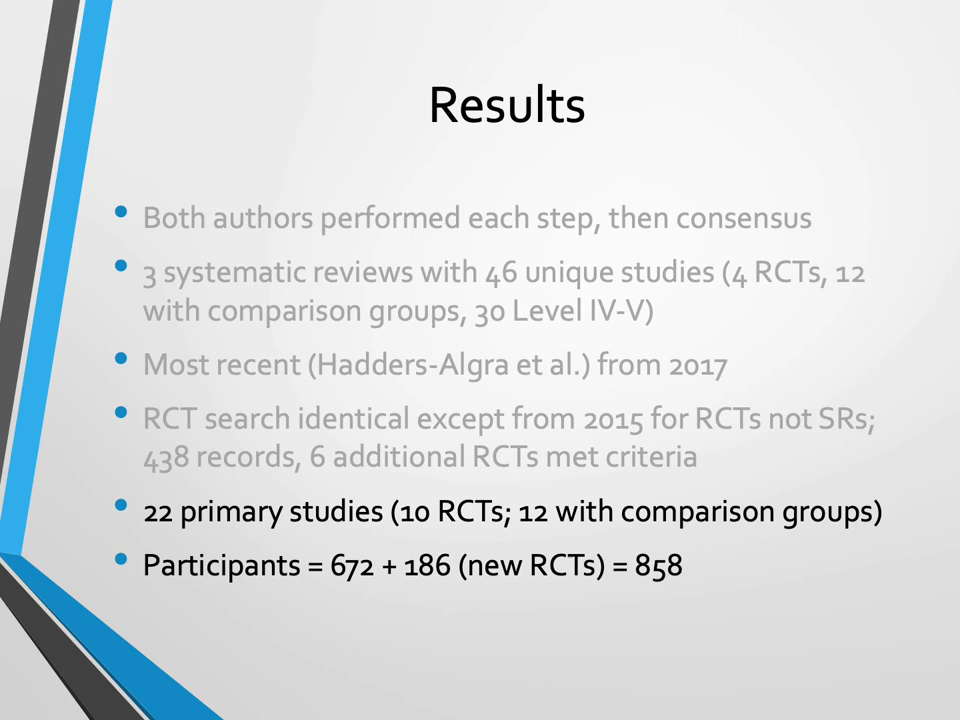 Results
• Both authors performed each step, then consensus
• 3 systematic reviews with 46 unique studies (4 RCTs, 12
with comparison groups, 30 Level IV-V)
• Most recent (Hadders-Algra et al.) from 2017
• RCT search identical except from 2015 for RCTs not SRs;
438 records, 6 additional RCTs met criteria
• 22 primary studies (10 RCTs; 12 with comparison groups)
• Participants = 672 + 186 (new RCTs) = 858